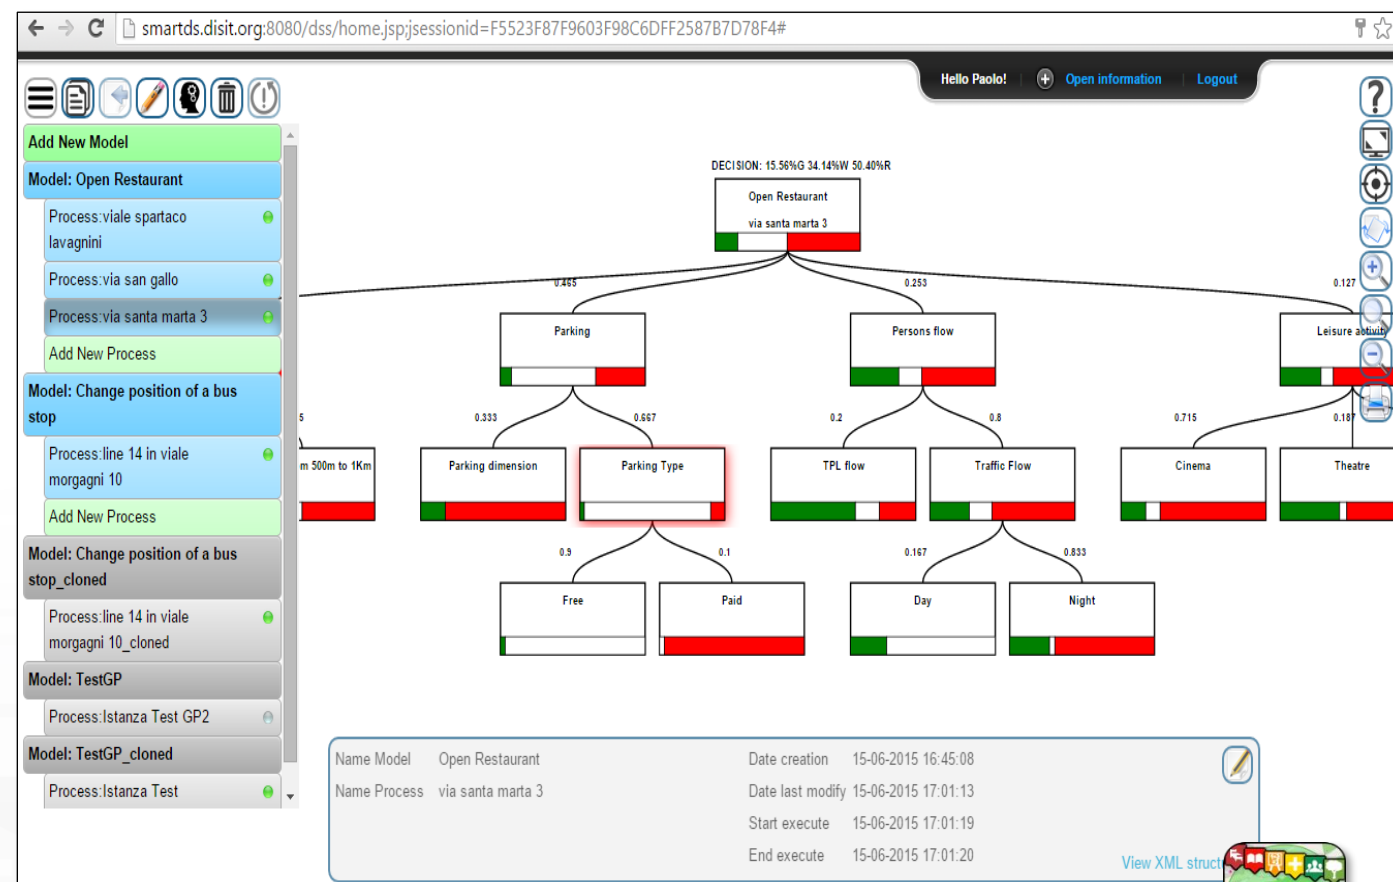 smartds.disit.org:8080/dss/home.jsp;jsessionid=F5523F87F9603F98C6DFF2587B7D78F4#
Hello Paolo!
Open information
Logout
Add New Model
Model: Open Restaurant
Process:viale spartaco
lavagnini
Process:via san gallo
Process:via santa marta 3
Add New Process
Model: Change position of a bus
stop
Process:line 14 in viale
morgagni 10
Add New Process
Model: Change position of a bus
stop_cloned
Process:line 14 in viale
morgagni 10_cloned
Model: TestGP
Process:Istanza Test GP2
Model: TestGP_cloned
Process:Istanza Test
DECISION: 15.56%G 34.14%W 50.40%R
Open Restaurant
via santa marta 3
0.465
0.253
0.127
Parking
Persons flow
Leisure activity
5
0.333
0.667
0.2
0.8
0.715
0.187
m 500m to 1Km
Parking dimension
Parking Type
TPL flow
Traffic Flow
Cinema
Theatre
0.9
0.1
0.167
0.833
Free
Paid
Day
Night
Name Model Open Restaurant
Name Process via santa marta 3
Date creation 15-06-2015 16:45:08
Date last modify 15-06-2015 17:01:13
Start execute 15-06-2015 17:01:19
End execute 15-06-2015 17:01:20
View XML struct